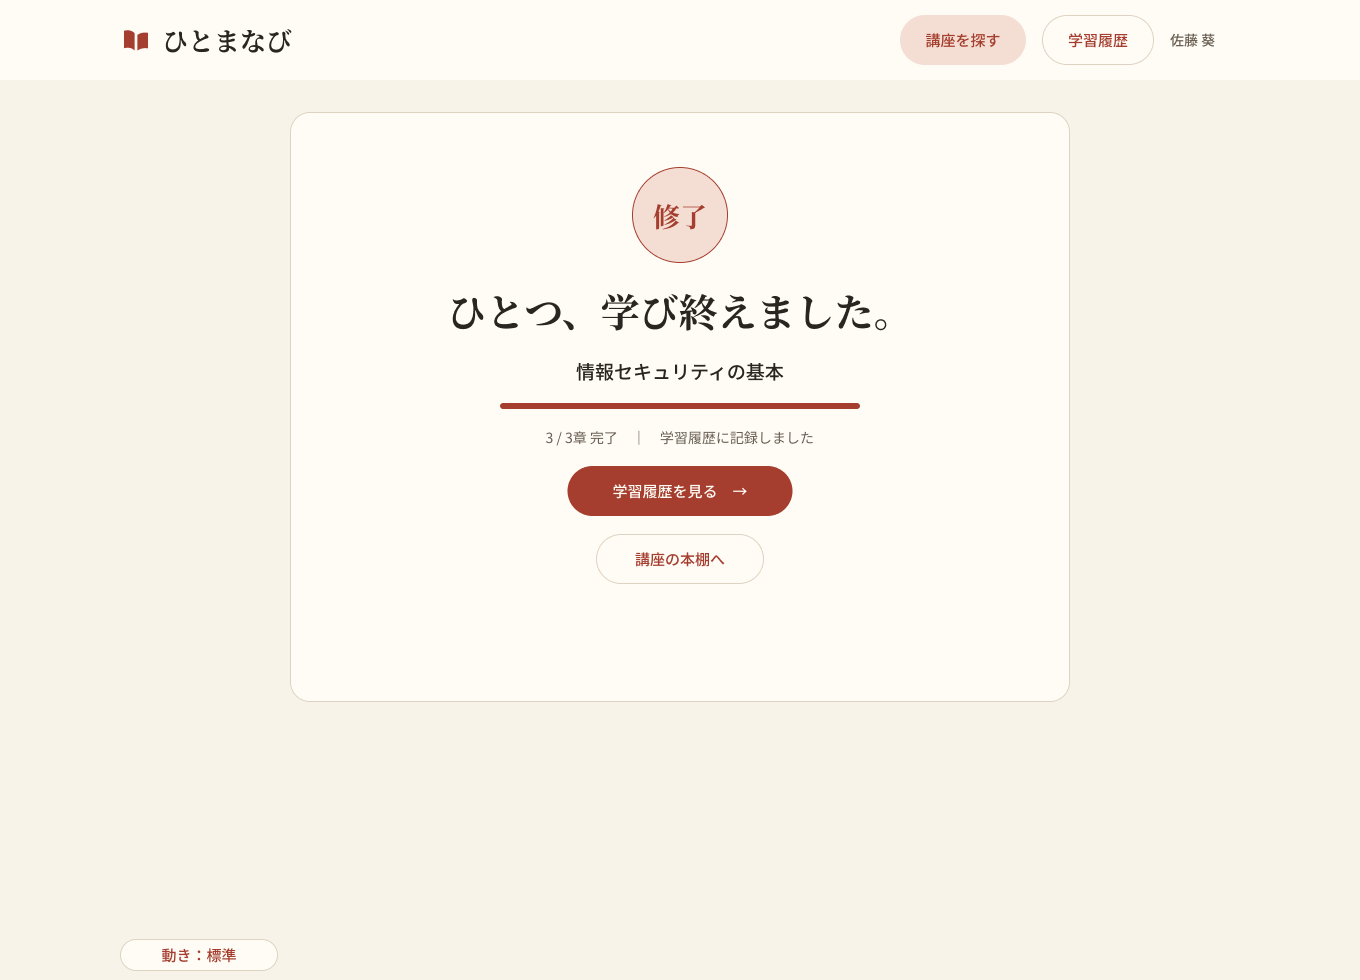 ひとまなび
講座を探す
学習履歴
佐藤 葵
修了
ひとつ、学び終えました。
情報セキュリティの基本
3 / 3章 完了 | 学習履歴に記録しました
学習履歴を見る →
講座の本棚へ
動き：標準